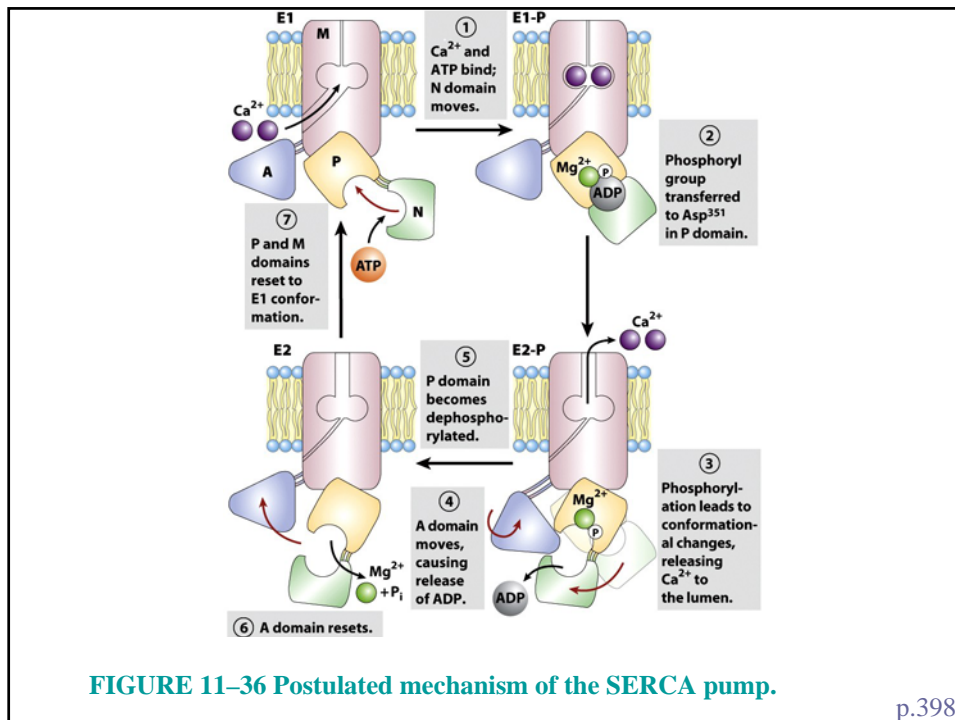 E1
M
Ca²⁺
A
P
N
ATP
①
Ca²⁺ and
ATP bind;
N domain
moves.
E1-P
Mg²⁺
P
ADP
②
Phosphoryl
group
transferred
to Asp³⁵¹
in P domain.
Ca²⁺
E2-P
Mg²⁺
P
ADP
③
Phosphoryl-
ation leads to
conformation-
al changes,
releasing
Ca²⁺ to
the lumen.
④
A domain
moves,
causing
release
of ADP.
⑤
P domain
becomes
dephospho-
rylated.
E2
Mg²⁺
+Pᵢ
⑥ A domain resets.
⑦
P and M
domains
reset to
E1 confor-
mation.
FIGURE 11–36 Postulated mechanism of the SERCA pump.
p.398